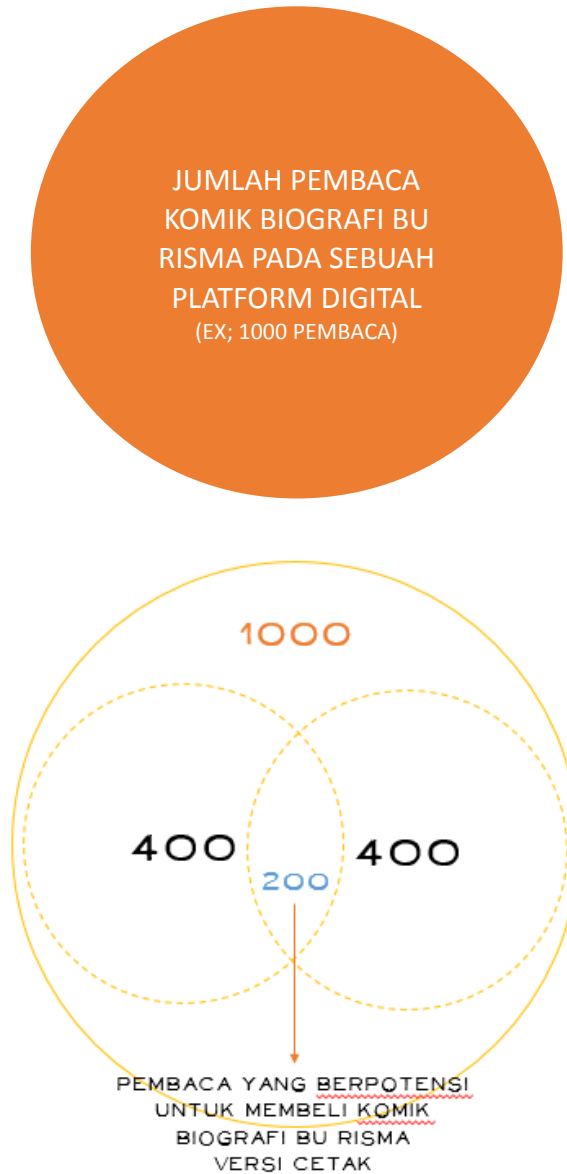 JUMLAH PEMBACA
KOMIK BIOGRAFI BU
RISMA PADA SEBUAH
PLATFORM DIGITAL
(EX; 1000 PEMBACA)
1000
400
400
200
PEMBACA YANG BERPOTENSI
UNTUK MEMBELI KOMIK
BIOGRAFI BU RISMA
VERSI CETAK